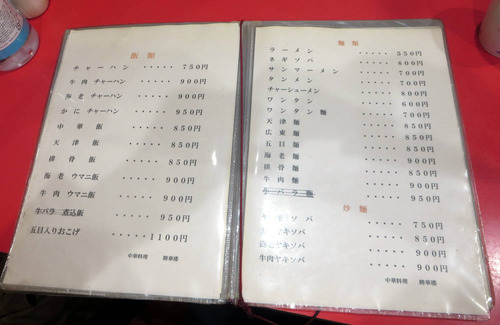 飯類
チャーハン ・・・・・ 750円
牛肉 チャーハン ・・・・ 900円
海老 チャーハン ・・・・ 900円
かに チャーハン ・・・・ 950円
中華飯 ・・・・・ 850円
天津飯 ・・・・・ 850円
排骨飯 ・・・・・ 850円
海老 ウマニ飯 ・・・・ 900円
牛肉 ウマニ飯 ・・・・ 900円
牛バラ 煮込飯 ・・・・ 950円
五目入りおこげ ・・・・ 1100円
中華料理
麺類
ラーメン ・・・・・ 550円
ネギソバ ・・・・・ 800円
サンマーメン ・・・・・ 700円
タンメン ・・・・・ 700円
チャーシューメン ・・・・・ 800円
ワンタン ・・・・・ 600円
ワンタン麺 ・・・・・ 700円
天津麺 ・・・・・ 850円
広東麺 ・・・・・ 850円
五目麺 ・・・・・ 850円
海老麺 ・・・・・ 900円
排骨麺 ・・・・・ 850円
牛肉麺 ・・・・・ 900円
牛バラ麺 ・・・・・ 950円
炒麺
ヤキソバ ・・・・ 750円
ヤキソバ ・・・・ 850円
海老ヤキソバ ・・・・ 900円
牛肉ヤキソバ ・・・・ 900円
中華料理